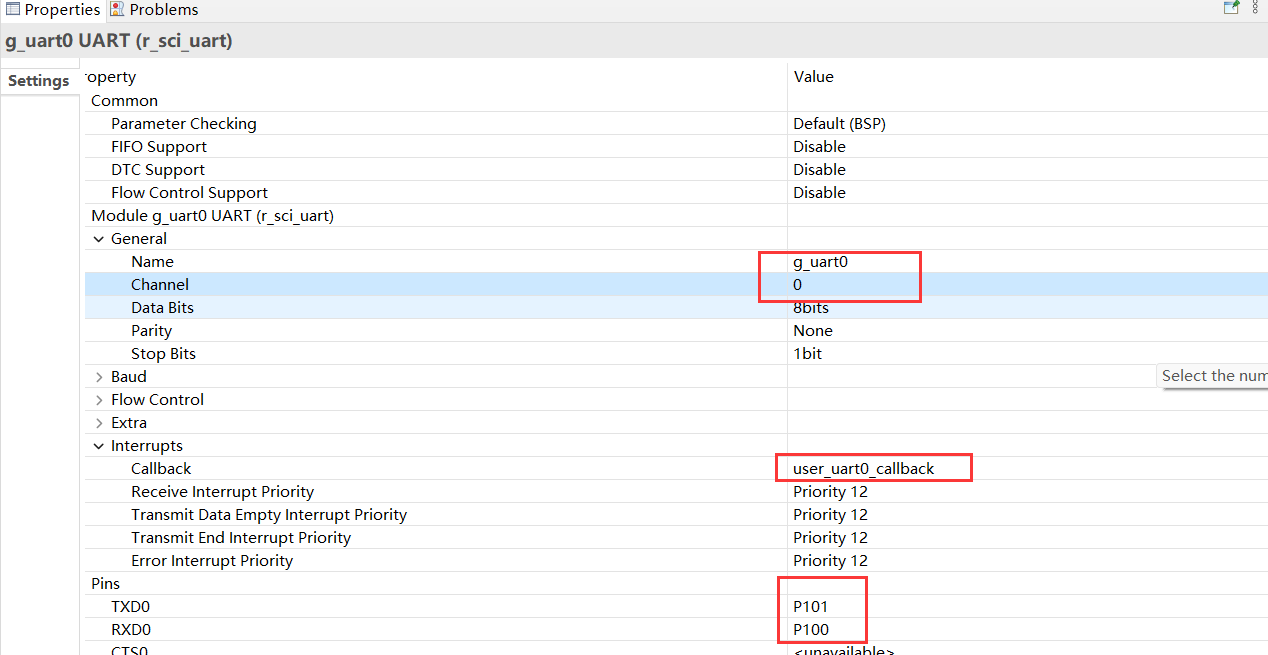 Properties Problems
g_uart0 UART (r_sci_uart)
Settings
roperty Value
Common
Parameter Checking Default (BSP)
FIFO Support Disable
DTC Support Disable
Flow Control Support Disable
Module g_uart0 UART (r_sci_uart)
General
Name g_uart0
Channel 0
Data Bits 8bits
Parity None
Stop Bits 1bit
Baud
Select the num
Flow Control
Extra
Interrupts
Callback user_uart0_callback
Receive Interrupt Priority Priority 12
Transmit Data Empty Interrupt Priority Priority 12
Transmit End Interrupt Priority Priority 12
Error Interrupt Priority Priority 12
Pins
TXD0 P101
RXD0 P100
CTS0 <unavailable>